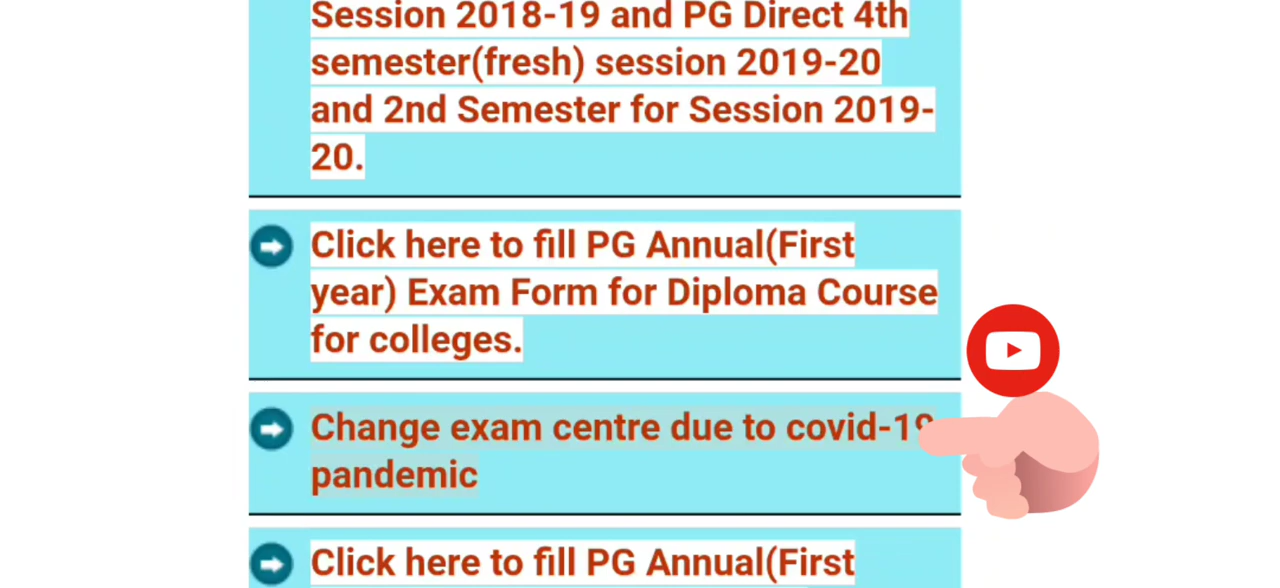 Session 2018-19 and PG Direct 4th
semester(fresh) session 2019-20
and 2nd Semester for Session 2019-
20.
Click here to fill PG Annual(First
year) Exam Form for Diploma Course
for colleges.
Change exam centre due to covid-19
pandemic
Click here to fill PG Annual(First